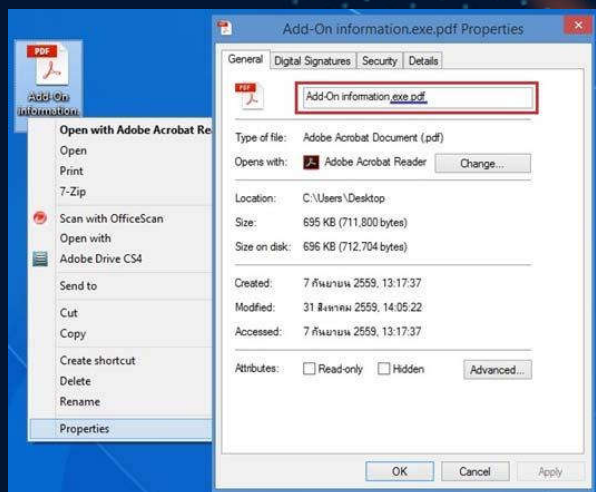 PDF
Add-On
information.
Open with Adobe Acrobat Re
Open
Print
7-Zip
Scan with OfficeScan
Open with
Adobe Drive CS4
Send to
Cut
Copy
Create shortcut
Delete
Rename
Properties
Add-On information.exe.pdf Properties
General Digital Signatures Security Details
PDF
Add-On information.exe.pdf
Type of file: Adobe Acrobat Document (.pdf)
Opens with: Adobe Acrobat Reader Change...
Location: C:\Users\Desktop
Size: 695 KB (711,800 bytes)
Size on disk: 696 KB (712,704 bytes)
Created: 7 กันยายน 2559, 13:17:37
Modified: 31 สิงหาคม 2559, 14:05:22
Accessed: 7 กันยายน 2559, 13:17:37
Attributes: Read-only Hidden Advanced...
OK Cancel Apply